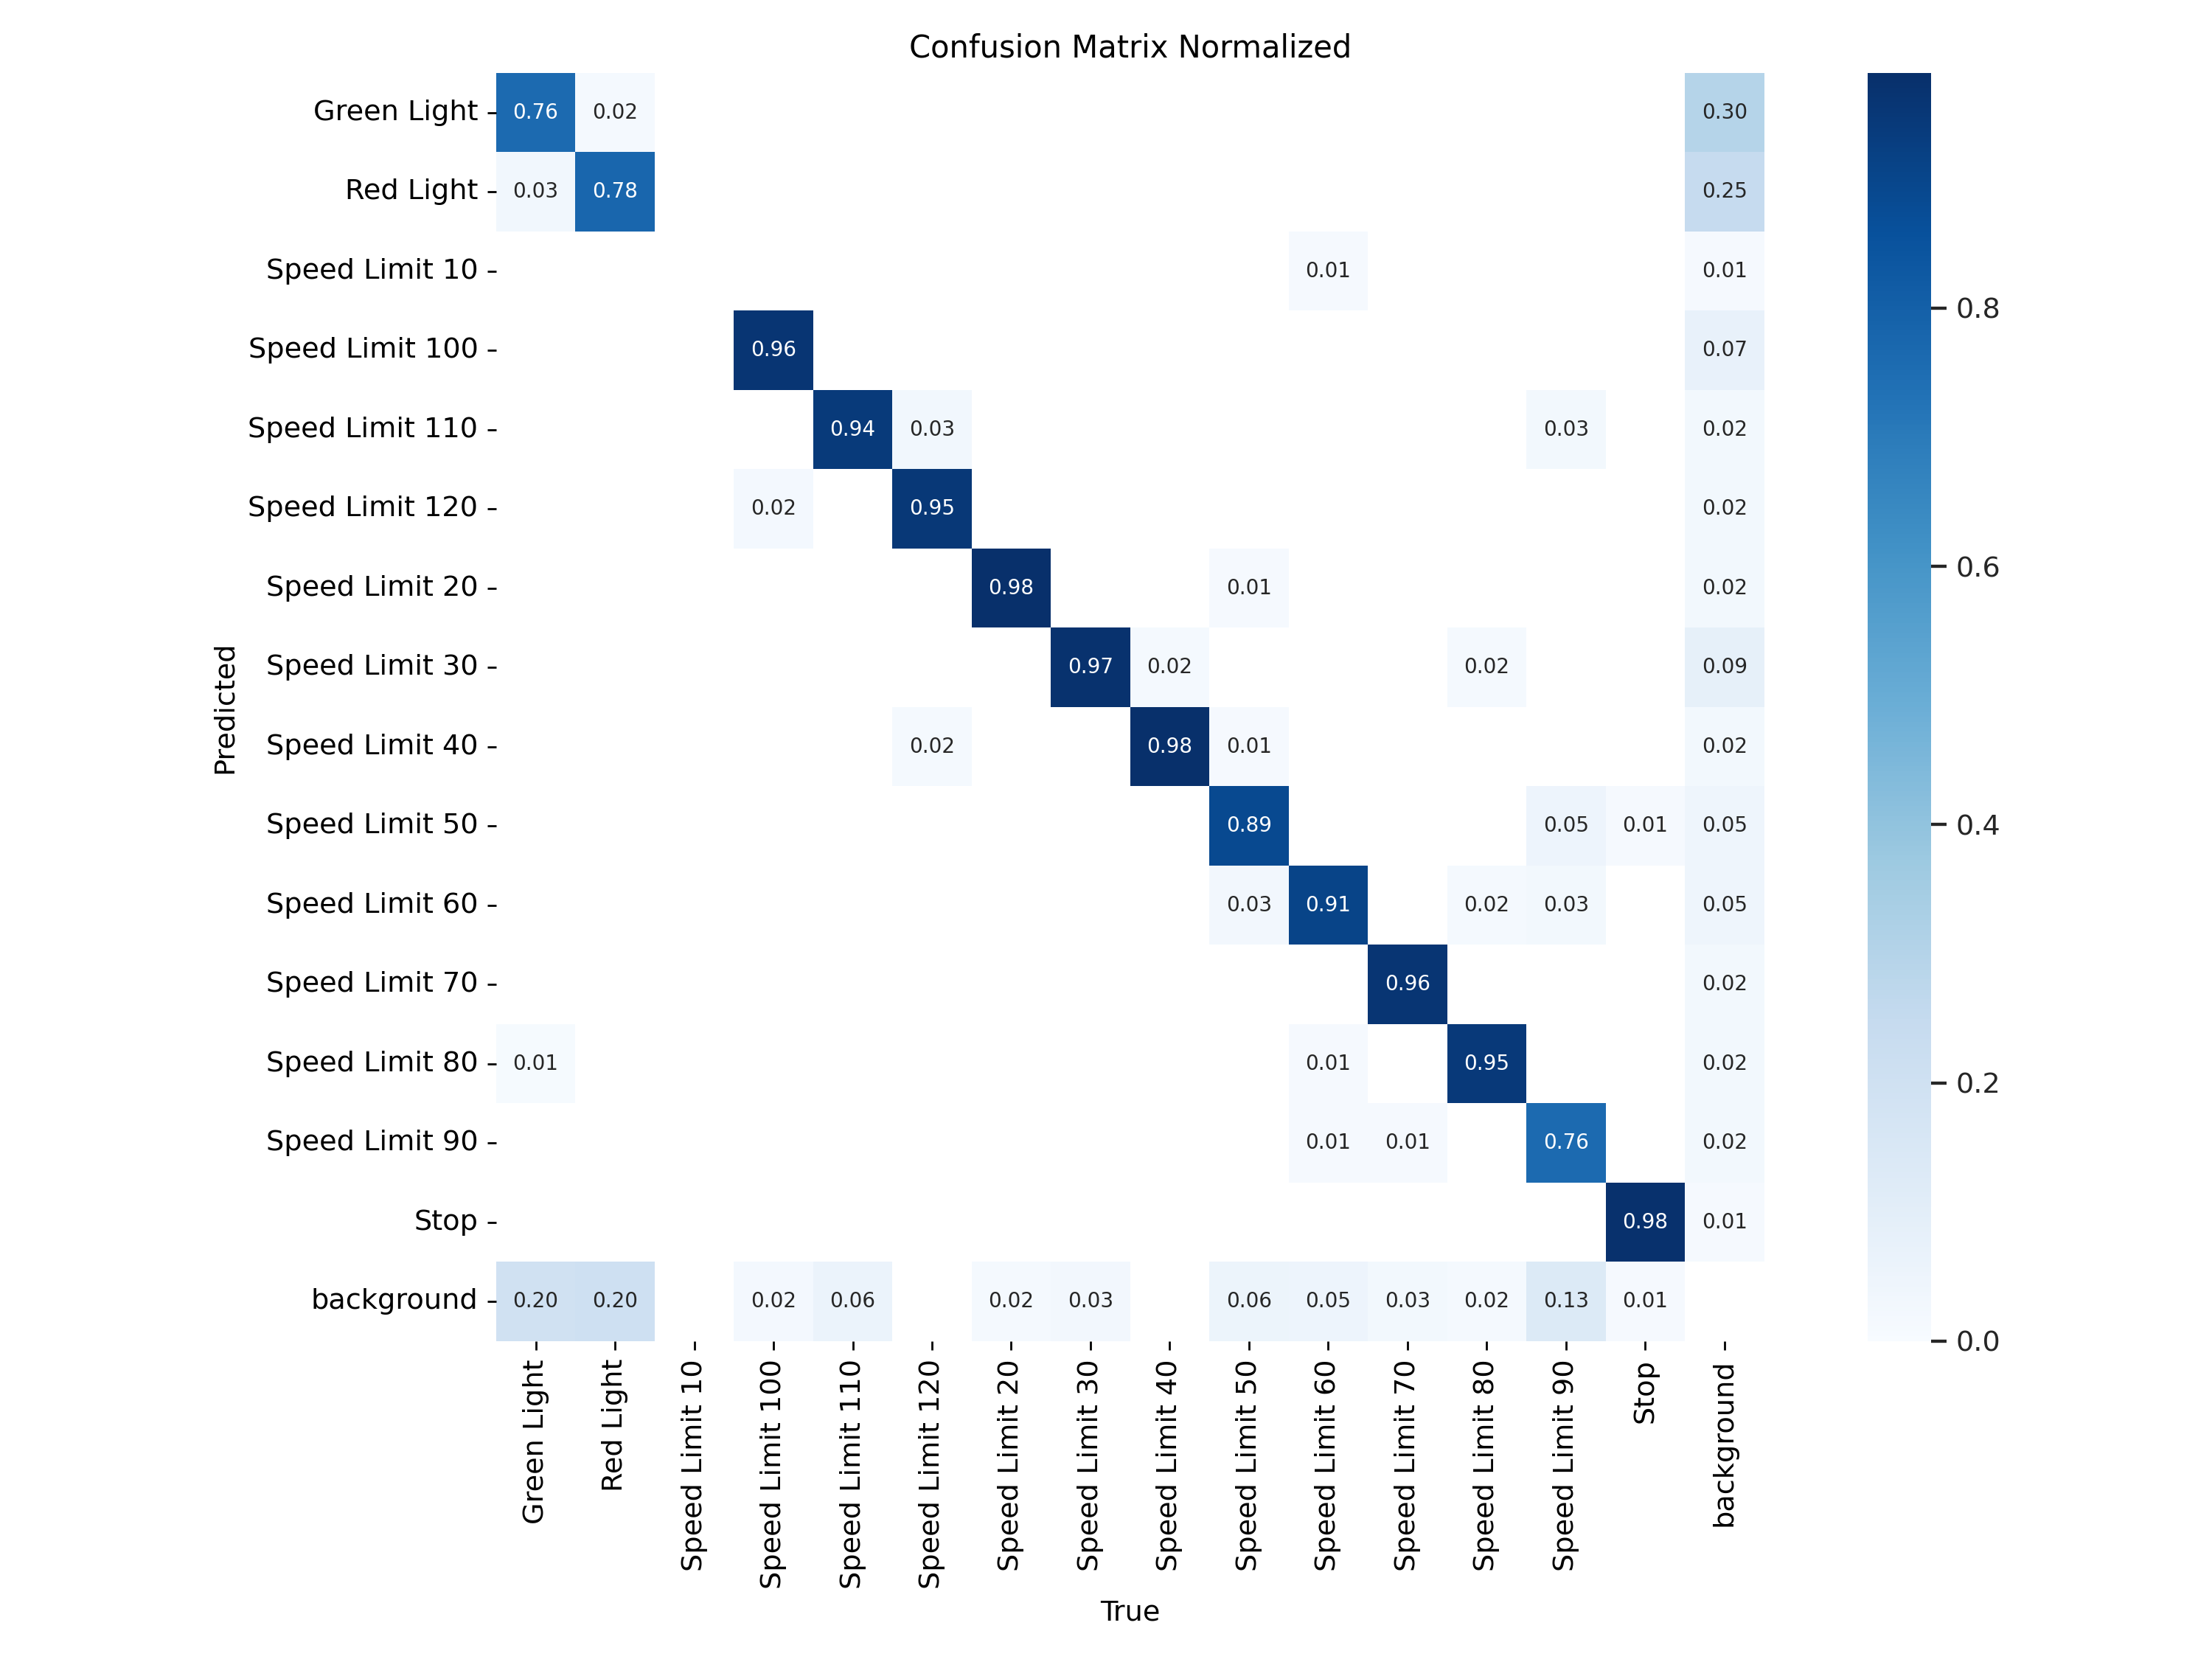 Confusion Matrix Normalized
Green Light 0.76 0.02 0.30
Red Light 0.03 0.78 0.25
Speed Limit 10 0.01 0.01
Speed Limit 100 0.96 0.07
Speed Limit 110 0.94 0.03 0.03 0.02
Speed Limit 120 0.02 0.95 0.02
Speed Limit 20 0.98 0.01 0.02
Speed Limit 30 0.97 0.02 0.02 0.09
Speed Limit 40 0.02 0.98 0.01 0.02
Speed Limit 50 0.89 0.05 0.01 0.05
Speed Limit 60 0.03 0.91 0.02 0.03 0.05
Speed Limit 70 0.96 0.02
Speed Limit 80 0.01 0.01 0.95 0.02
Speed Limit 90 0.01 0.01 0.76 0.02
Stop 0.98 0.01
background 0.20 0.20 0.02 0.06 0.02 0.03 0.06 0.05 0.03 0.02 0.13 0.01
Predicted
Green Light
Red Light
Speed Limit 10
Speed Limit 100
Speed Limit 110
Speed Limit 120
Speed Limit 20
Speed Limit 30
Speed Limit 40
Speed Limit 50
Speed Limit 60
Speed Limit 70
Speed Limit 80
Speed Limit 90
Stop
background
True
0.8
0.6
0.4
0.2
0.0